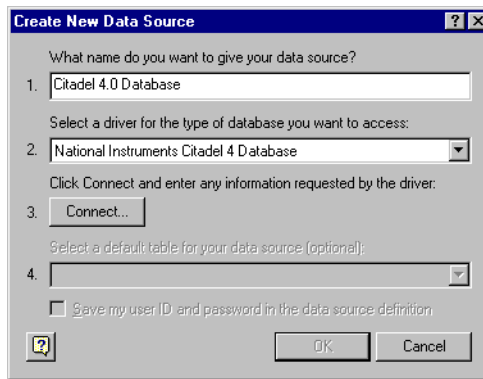 Create New Data Source
What name do you want to give your data source?
1. Citadel 4.0 Database
Select a driver for the type of database you want to access:
2. National Instruments Citadel 4 Database
Click Connect and enter any information requested by the driver:
3. Connect...
Select a default table for your data source (optional):
4.
Save my user ID and password in the data source definition
OK Cancel